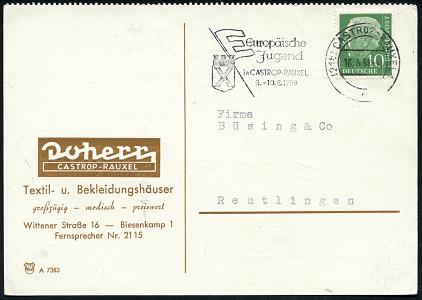 Europäische
Jugend
in CASTROP-RAUXEL
-10.8.1958
CASTROP-RAUXEL
POST
10
DEUTSCHE
Firma
Büsing & Co
Reutlingen
Doherr
CASTROP-RAUXEL
Textil- u. Bekleidungshäuser
großzügig — modisch — preiswert
Wittener Straße 16 — Biesenkamp 1
Fernsprecher Nr. 2115
A 7383